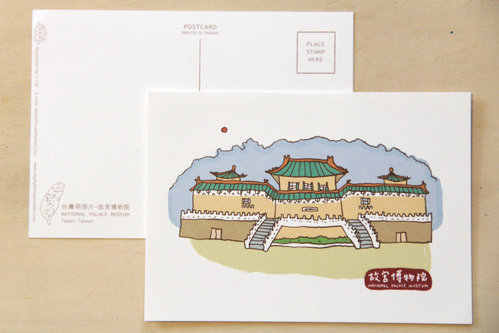 POSTCARD
PRINTED IN TAIWAN
PLACE
STAMP
HERE
台灣明信片-故宮博物院
NATIONAL PALACE MUSEUM
Taipei, Taiwan
故宮博物院
NATIONAL PALACE MUSEUM